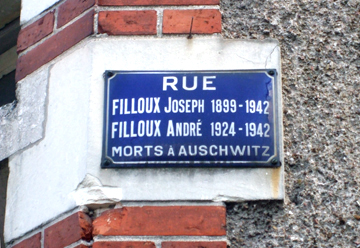 RUE
FILLOUX JOSEPH 1899-1942
FILLOUX ANDRÉ 1924-1942
MORTS À AUSCHWITZ